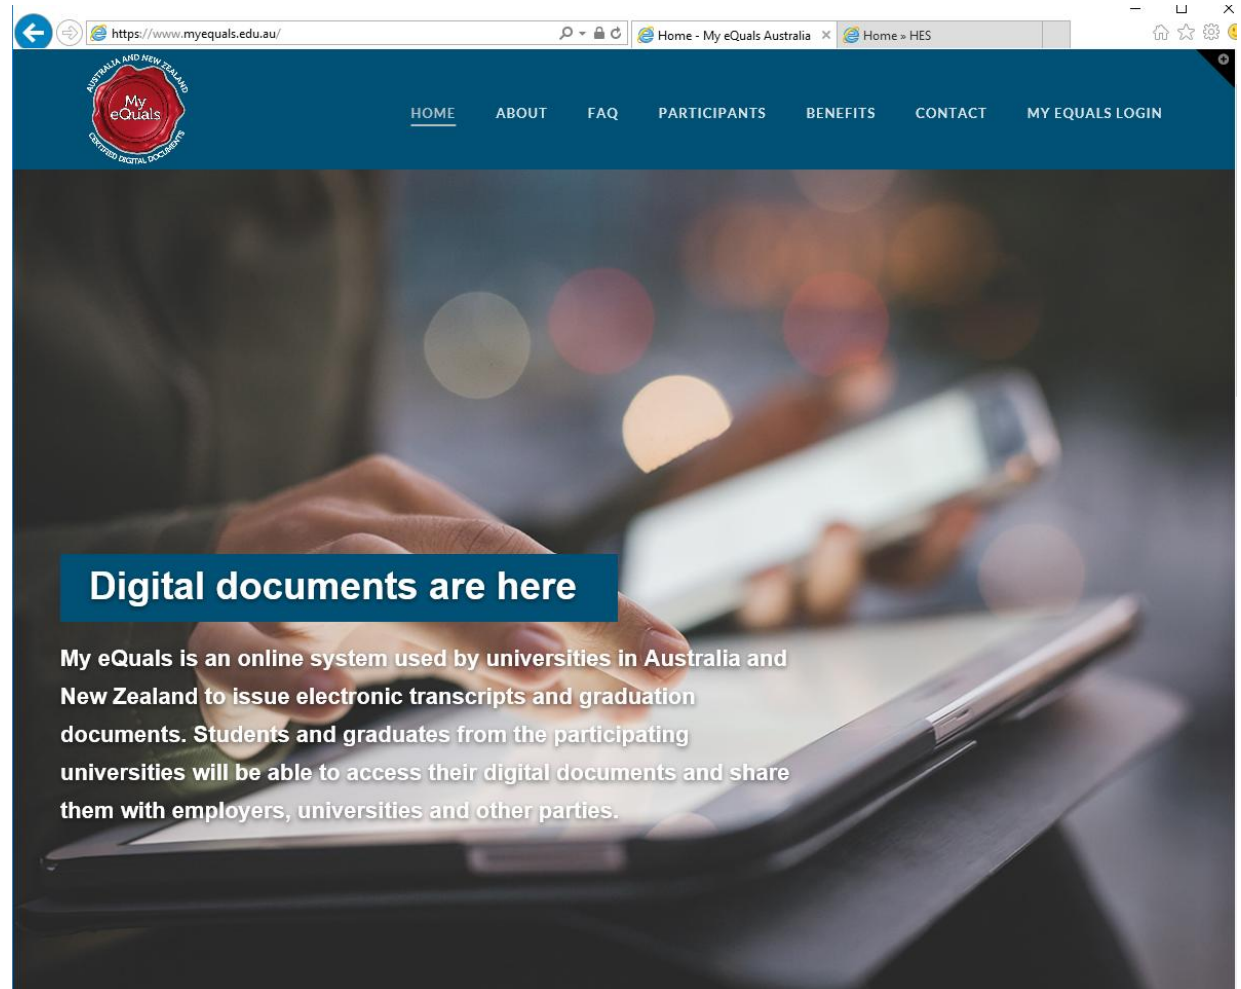 https://www.myequals.edu.au/
Home - My eQuals Australia
Home » HES
AUSTRALIA AND NEW ZEALAND
My
eQuals
CERTIFIED DIGITAL DOCUMENTS
HOME ABOUT FAQ PARTICIPANTS BENEFITS CONTACT MY EQUALS LOGIN
Digital documents are here
My eQuals is an online system used by universities in Australia and
New Zealand to issue electronic transcripts and graduation
documents. Students and graduates from the participating
universities will be able to access their digital documents and share
them with employers, universities and other parties.